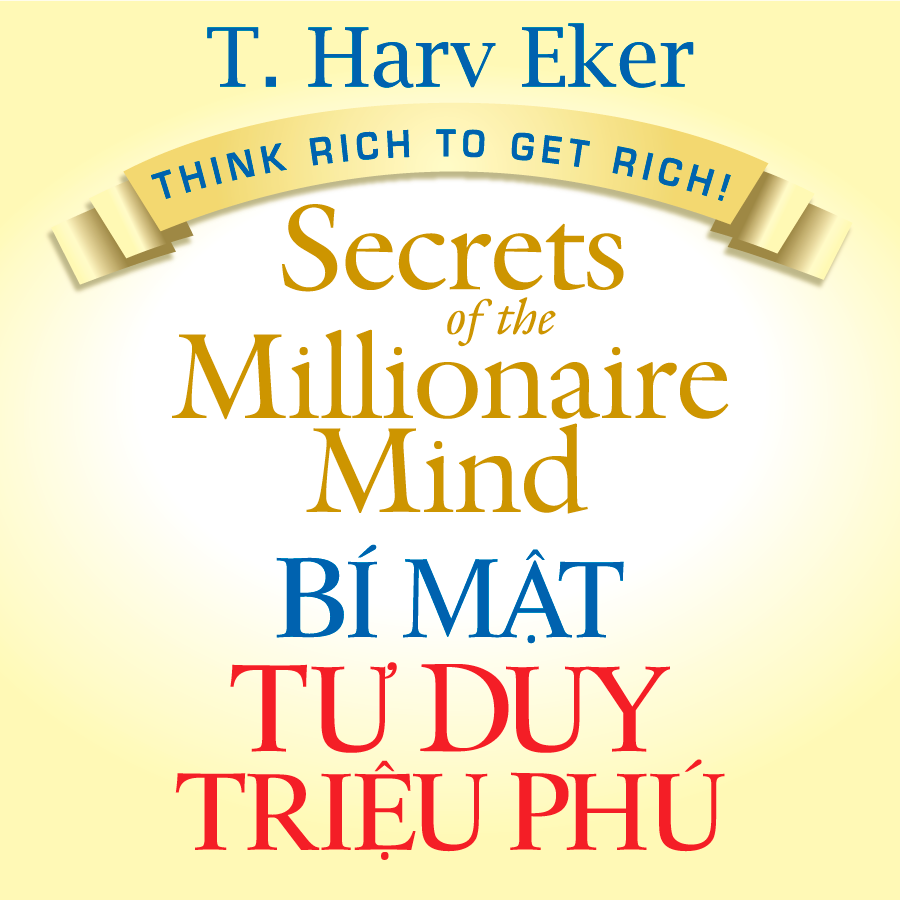 T. Harv Eker
THINK RICH TO GET RICH!
Secrets
of the
Millionaire
Mind
BÍ MẬT
TƯ DUY
TRIỆU PHÚ